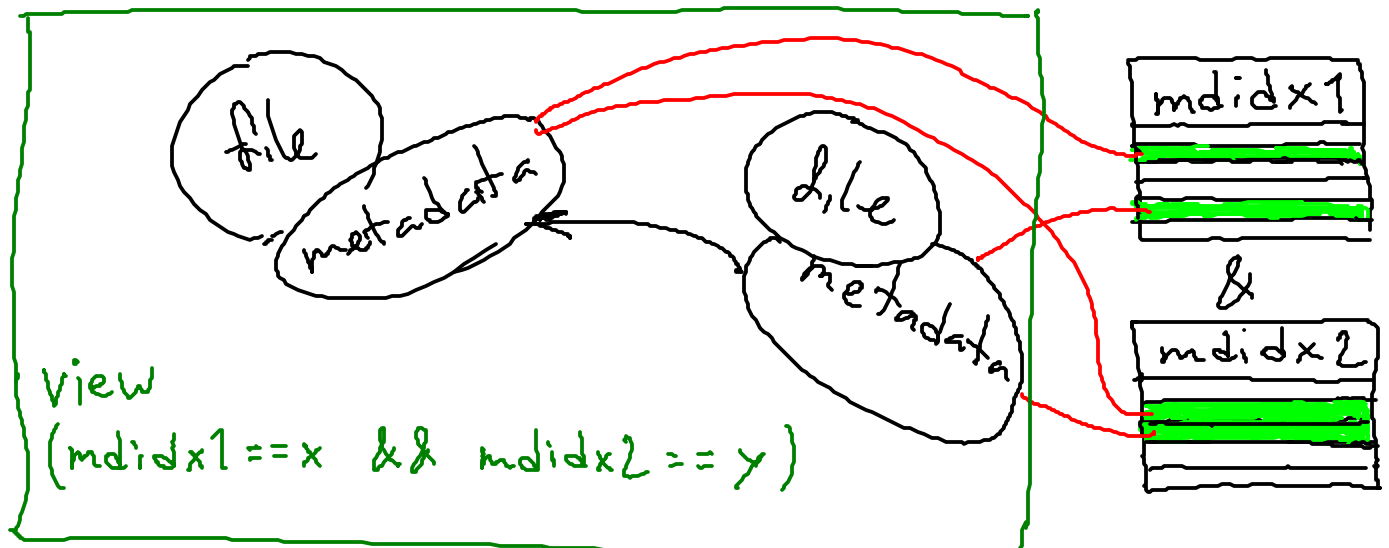 file
metadata
file
metadata
mdidx1
&
mdidx2
view
(mdidx1==x && mdidx2==y)